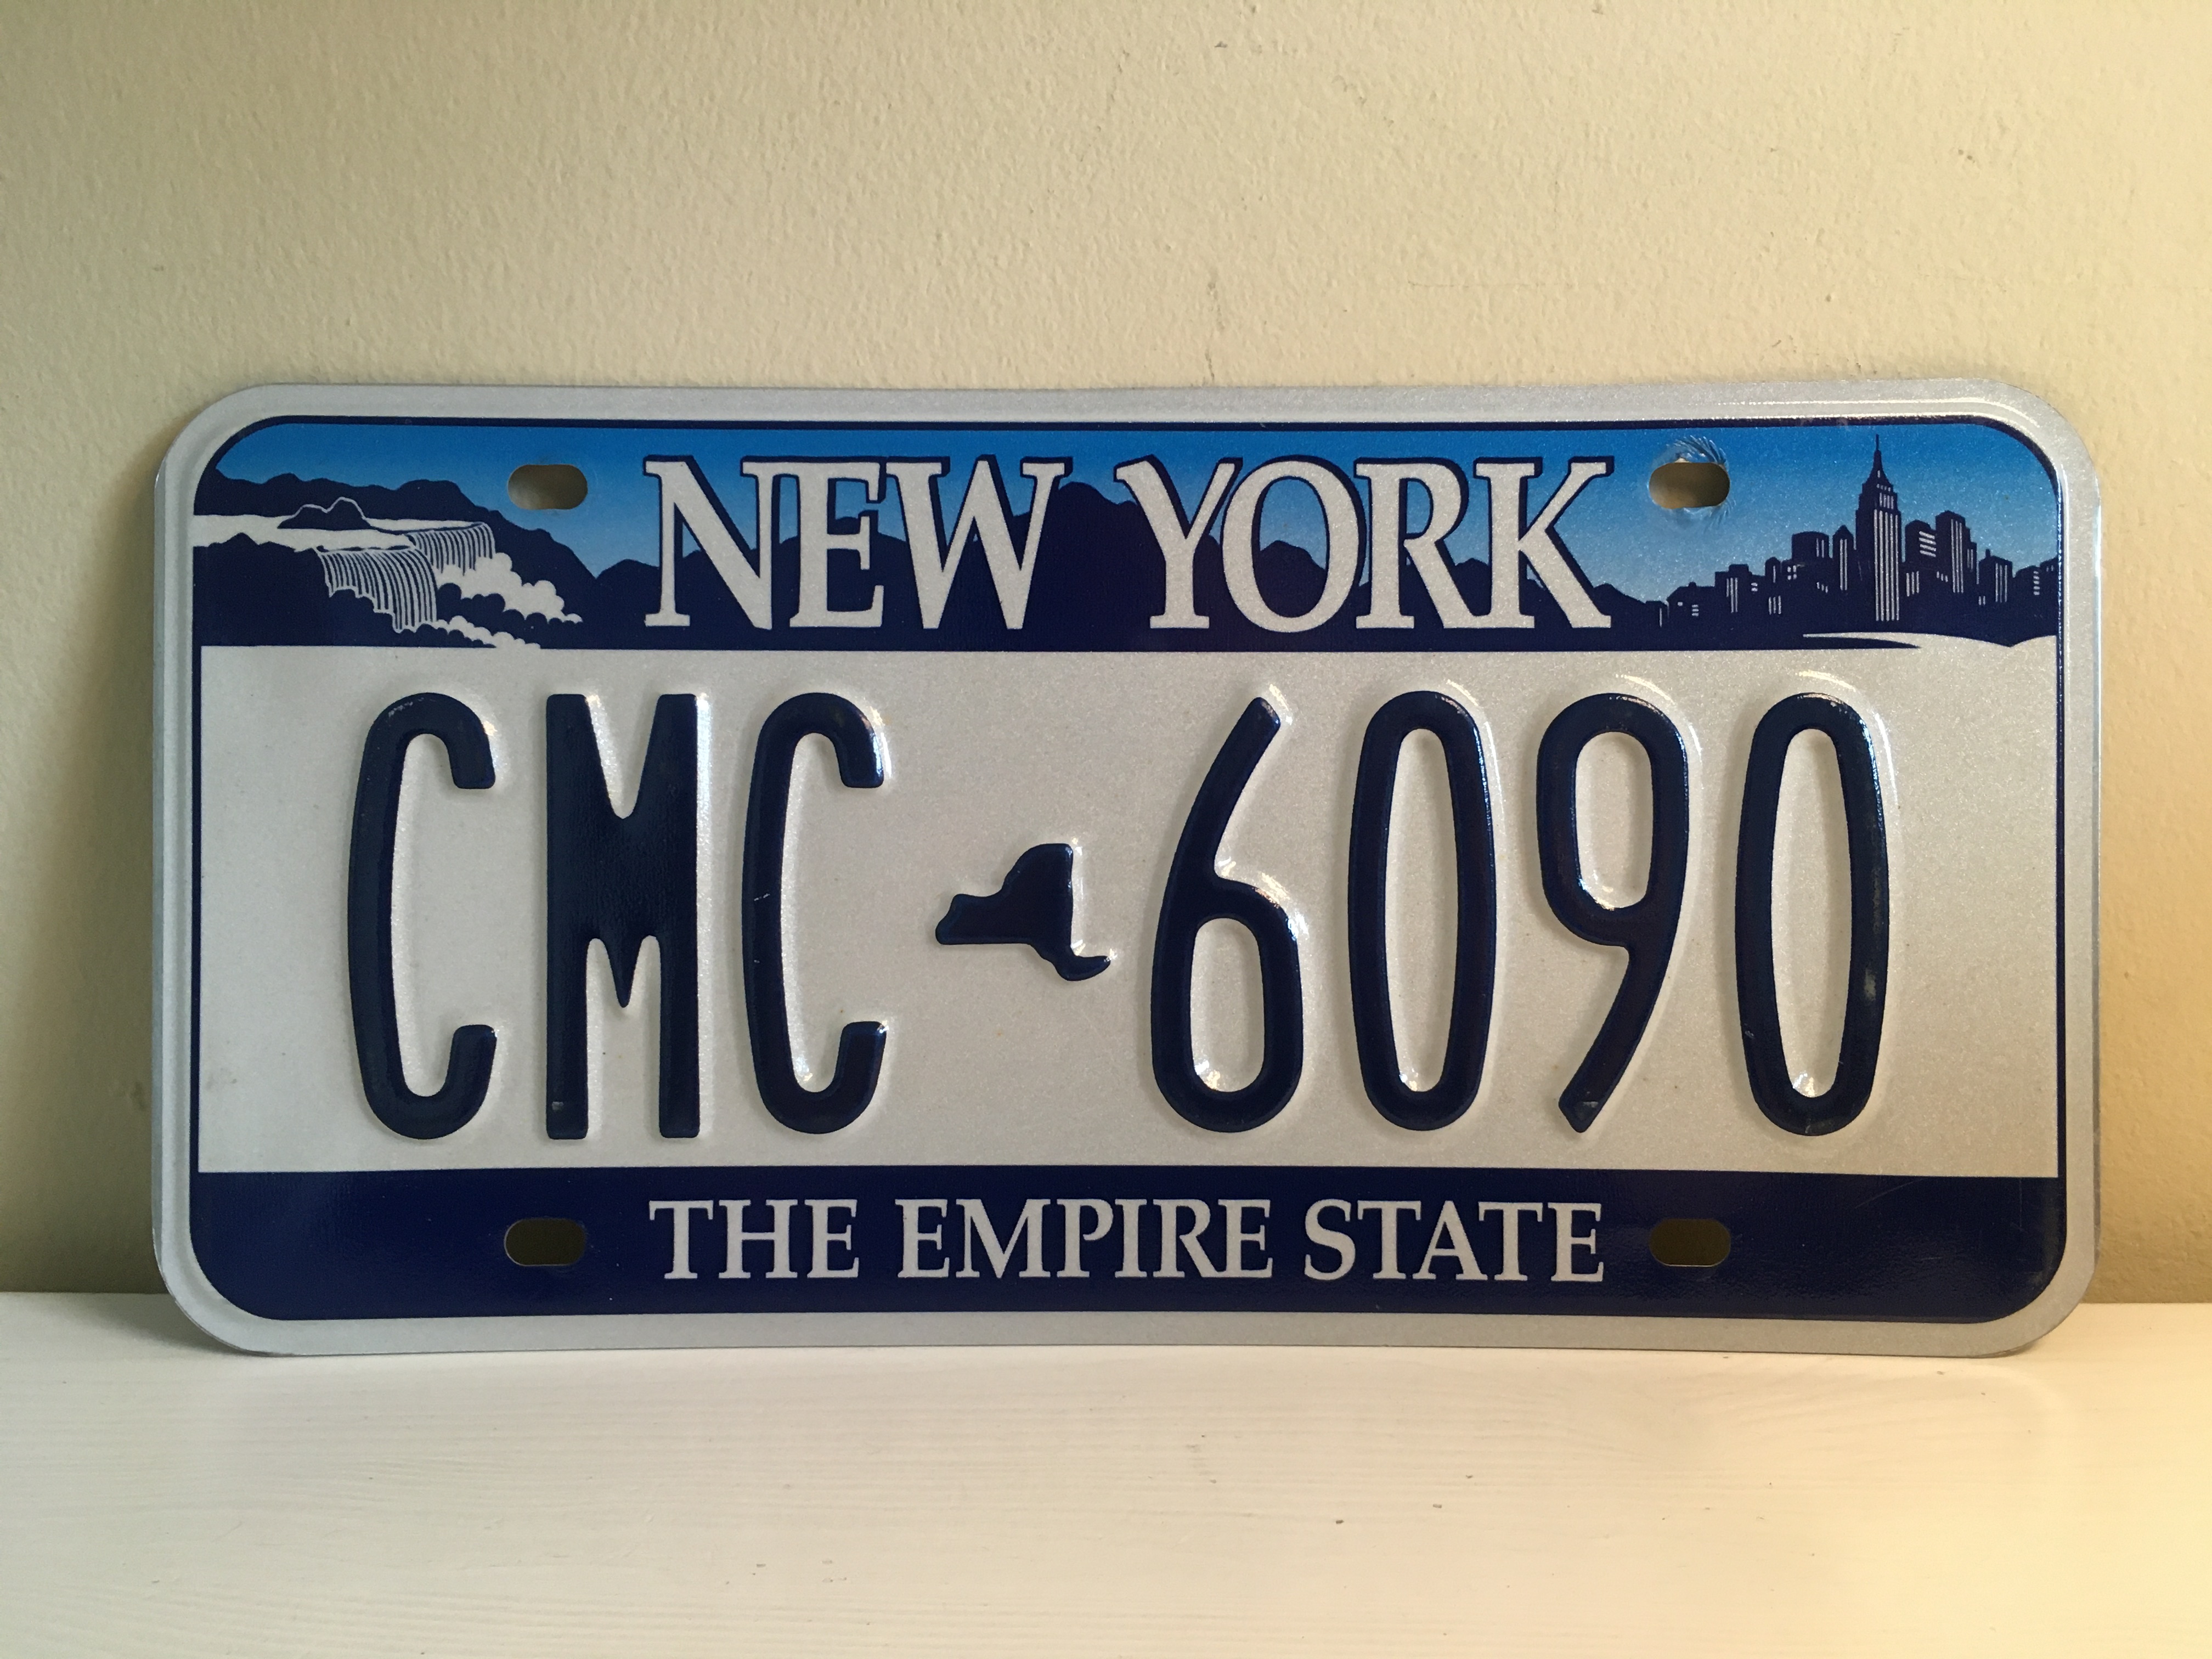 NEW YORK
CMC 6090
THE EMPIRE STATE